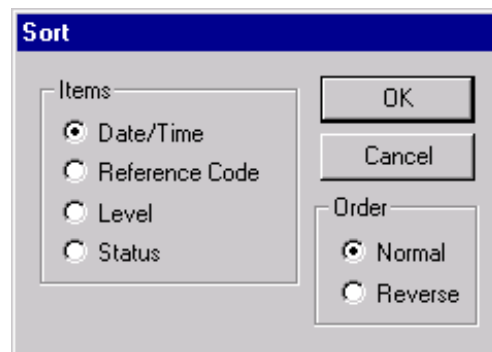 Sort
Items
Date/Time
Reference Code
Level
Status
OK
Cancel
Order
Normal
Reverse